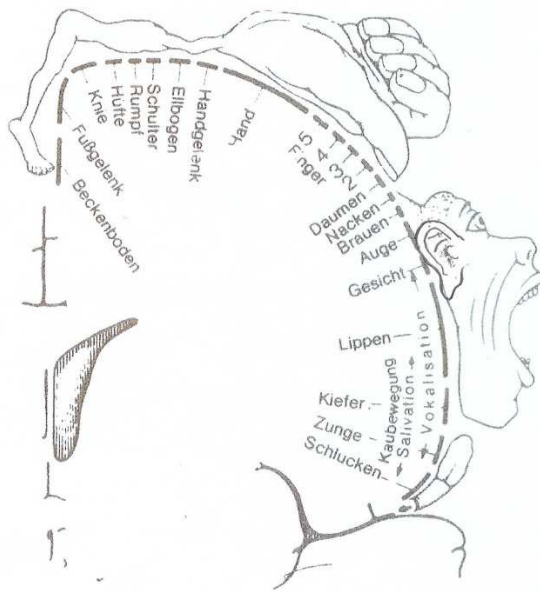 Beckenboden
Fußgelenk
Knie
Hüfte
Rumpf
Schulter
Ellbogen
Handgelenk
Hand
5
4
3
2
Finger
Daumen
Nacken
Brauen
Auge
Gesicht
Lippen
Kiefer
Zunge
Schlucken
Kaubewegung
Salivation
Vokalisation